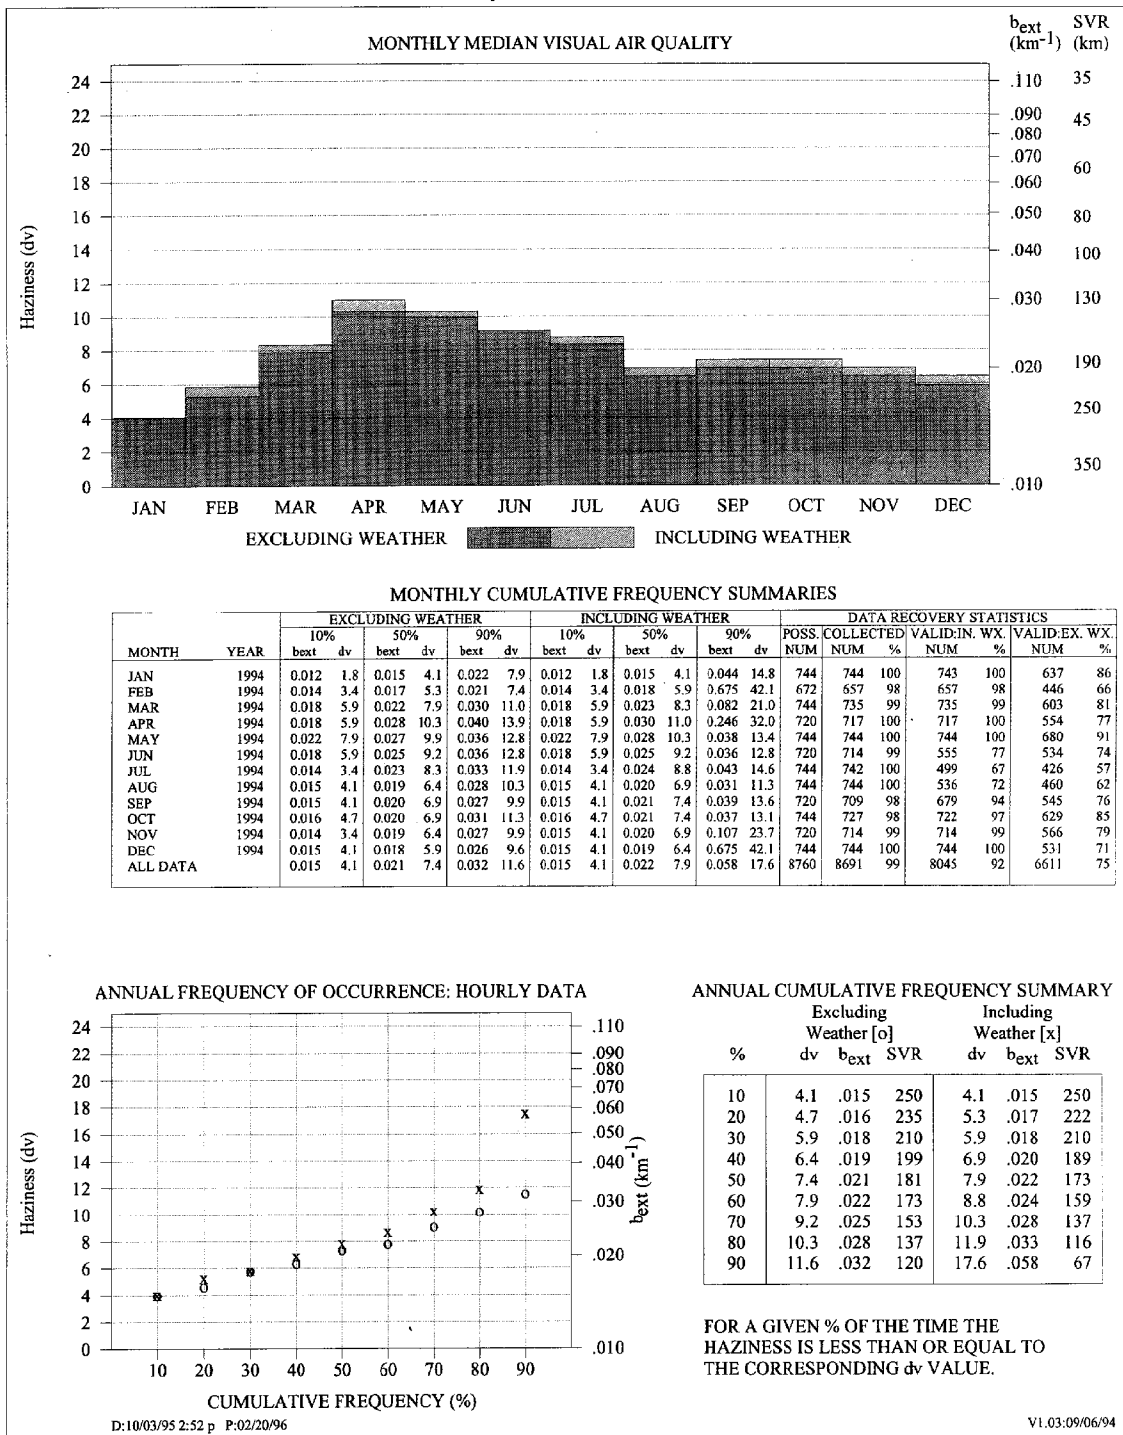 MONTHLY MEDIAN VISUAL AIR QUALITY
bext (km-1) SVR (km)
Haziness (dv)
24 .110 35
22 .090 45
20 .080
18 .070 60
16 .060
14 .050 80
12 .040 100
10 .030 130
8 .020 190
6 250
4 350
2
0 .010
JAN FEB MAR APR MAY JUN JUL AUG SEP OCT NOV DEC
EXCLUDING WEATHER INCLUDING WEATHER
MONTHLY CUMULATIVE FREQUENCY SUMMARIES
EXCLUDING WEATHER INCLUDING WEATHER DATA RECOVERY STATISTICS
10% 50% 90% 10% 50% 90% POSS. COLLECTED VALID:IN. WX. VALID:EX. WX.
MONTH YEAR bext dv bext dv bext dv bext dv bext dv bext dv NUM NUM % NUM % NUM %
JAN 1994 0.012 1.8 0.015 4.1 0.022 7.9 0.012 1.8 0.015 4.1 0.044 14.8 744 744 100 743 100 637 86
FEB 1994 0.014 3.4 0.017 5.3 0.021 7.4 0.014 3.4 0.018 5.9 0.675 42.1 672 657 98 657 98 446 66
MAR 1994 0.018 5.9 0.022 7.9 0.030 11.0 0.018 5.9 0.023 8.3 0.082 21.0 744 735 99 735 99 603 81
APR 1994 0.018 5.9 0.028 10.3 0.040 13.9 0.018 5.9 0.030 11.0 0.246 32.0 720 717 100 717 100 554 77
MAY 1994 0.022 7.9 0.027 9.9 0.036 12.8 0.022 7.9 0.028 10.3 0.038 13.4 744 744 100 744 100 680 91
JUN 1994 0.018 5.9 0.025 9.2 0.036 12.8 0.018 5.9 0.025 9.2 0.036 12.8 720 714 99 555 77 534 74
JUL 1994 0.014 3.4 0.023 8.3 0.033 11.9 0.014 3.4 0.024 8.8 0.043 14.6 744 742 100 499 67 426 57
AUG 1994 0.015 4.1 0.019 6.4 0.028 10.3 0.015 4.1 0.020 6.9 0.031 11.3 744 744 100 536 72 460 62
SEP 1994 0.015 4.1 0.020 6.9 0.027 9.9 0.015 4.1 0.021 7.4 0.039 13.6 720 709 98 679 94 545 76
OCT 1994 0.016 4.7 0.020 6.9 0.031 11.3 0.016 4.7 0.021 7.4 0.037 13.1 744 727 98 722 97 629 85
NOV 1994 0.014 3.4 0.019 6.4 0.027 9.9 0.015 4.1 0.020 6.9 0.107 23.7 720 714 99 714 99 566 79
DEC 1994 0.015 4.1 0.018 5.9 0.026 9.6 0.015 4.1 0.019 6.4 0.675 42.1 744 744 100 744 100 531 71
ALL DATA 0.015 4.1 0.021 7.4 0.032 11.6 0.015 4.1 0.022 7.9 0.058 17.6 8760 8691 99 8045 92 6611 75
ANNUAL FREQUENCY OF OCCURRENCE: HOURLY DATA
Haziness (dv)
24 .110
22 .090
20 .080
18 .070
16 .060
14 .050
12 .040
10 .030
8 .020
6
4
2
0 .010
bext (km-1)
10 20 30 40 50 60 70 80 90
CUMULATIVE FREQUENCY (%)
ANNUAL CUMULATIVE FREQUENCY SUMMARY
Excluding Including
Weather [o] Weather [x]
% dv bext SVR dv bext SVR
10 4.1 .015 250 4.1 .015 250
20 4.7 .016 235 5.3 .017 222
30 5.9 .018 210 5.9 .018 210
40 6.4 .019 199 6.9 .020 189
50 7.4 .021 181 7.9 .022 173
60 7.9 .022 173 8.8 .024 159
70 9.2 .025 153 10.3 .028 137
80 10.3 .028 137 11.9 .033 116
90 11.6 .032 120 17.6 .058 67
FOR A GIVEN % OF THE TIME THE
HAZINESS IS LESS THAN OR EQUAL TO
THE CORRESPONDING dv VALUE.
D:10/03/95 2:52 p P:02/20/96
V1.03:09/06/94